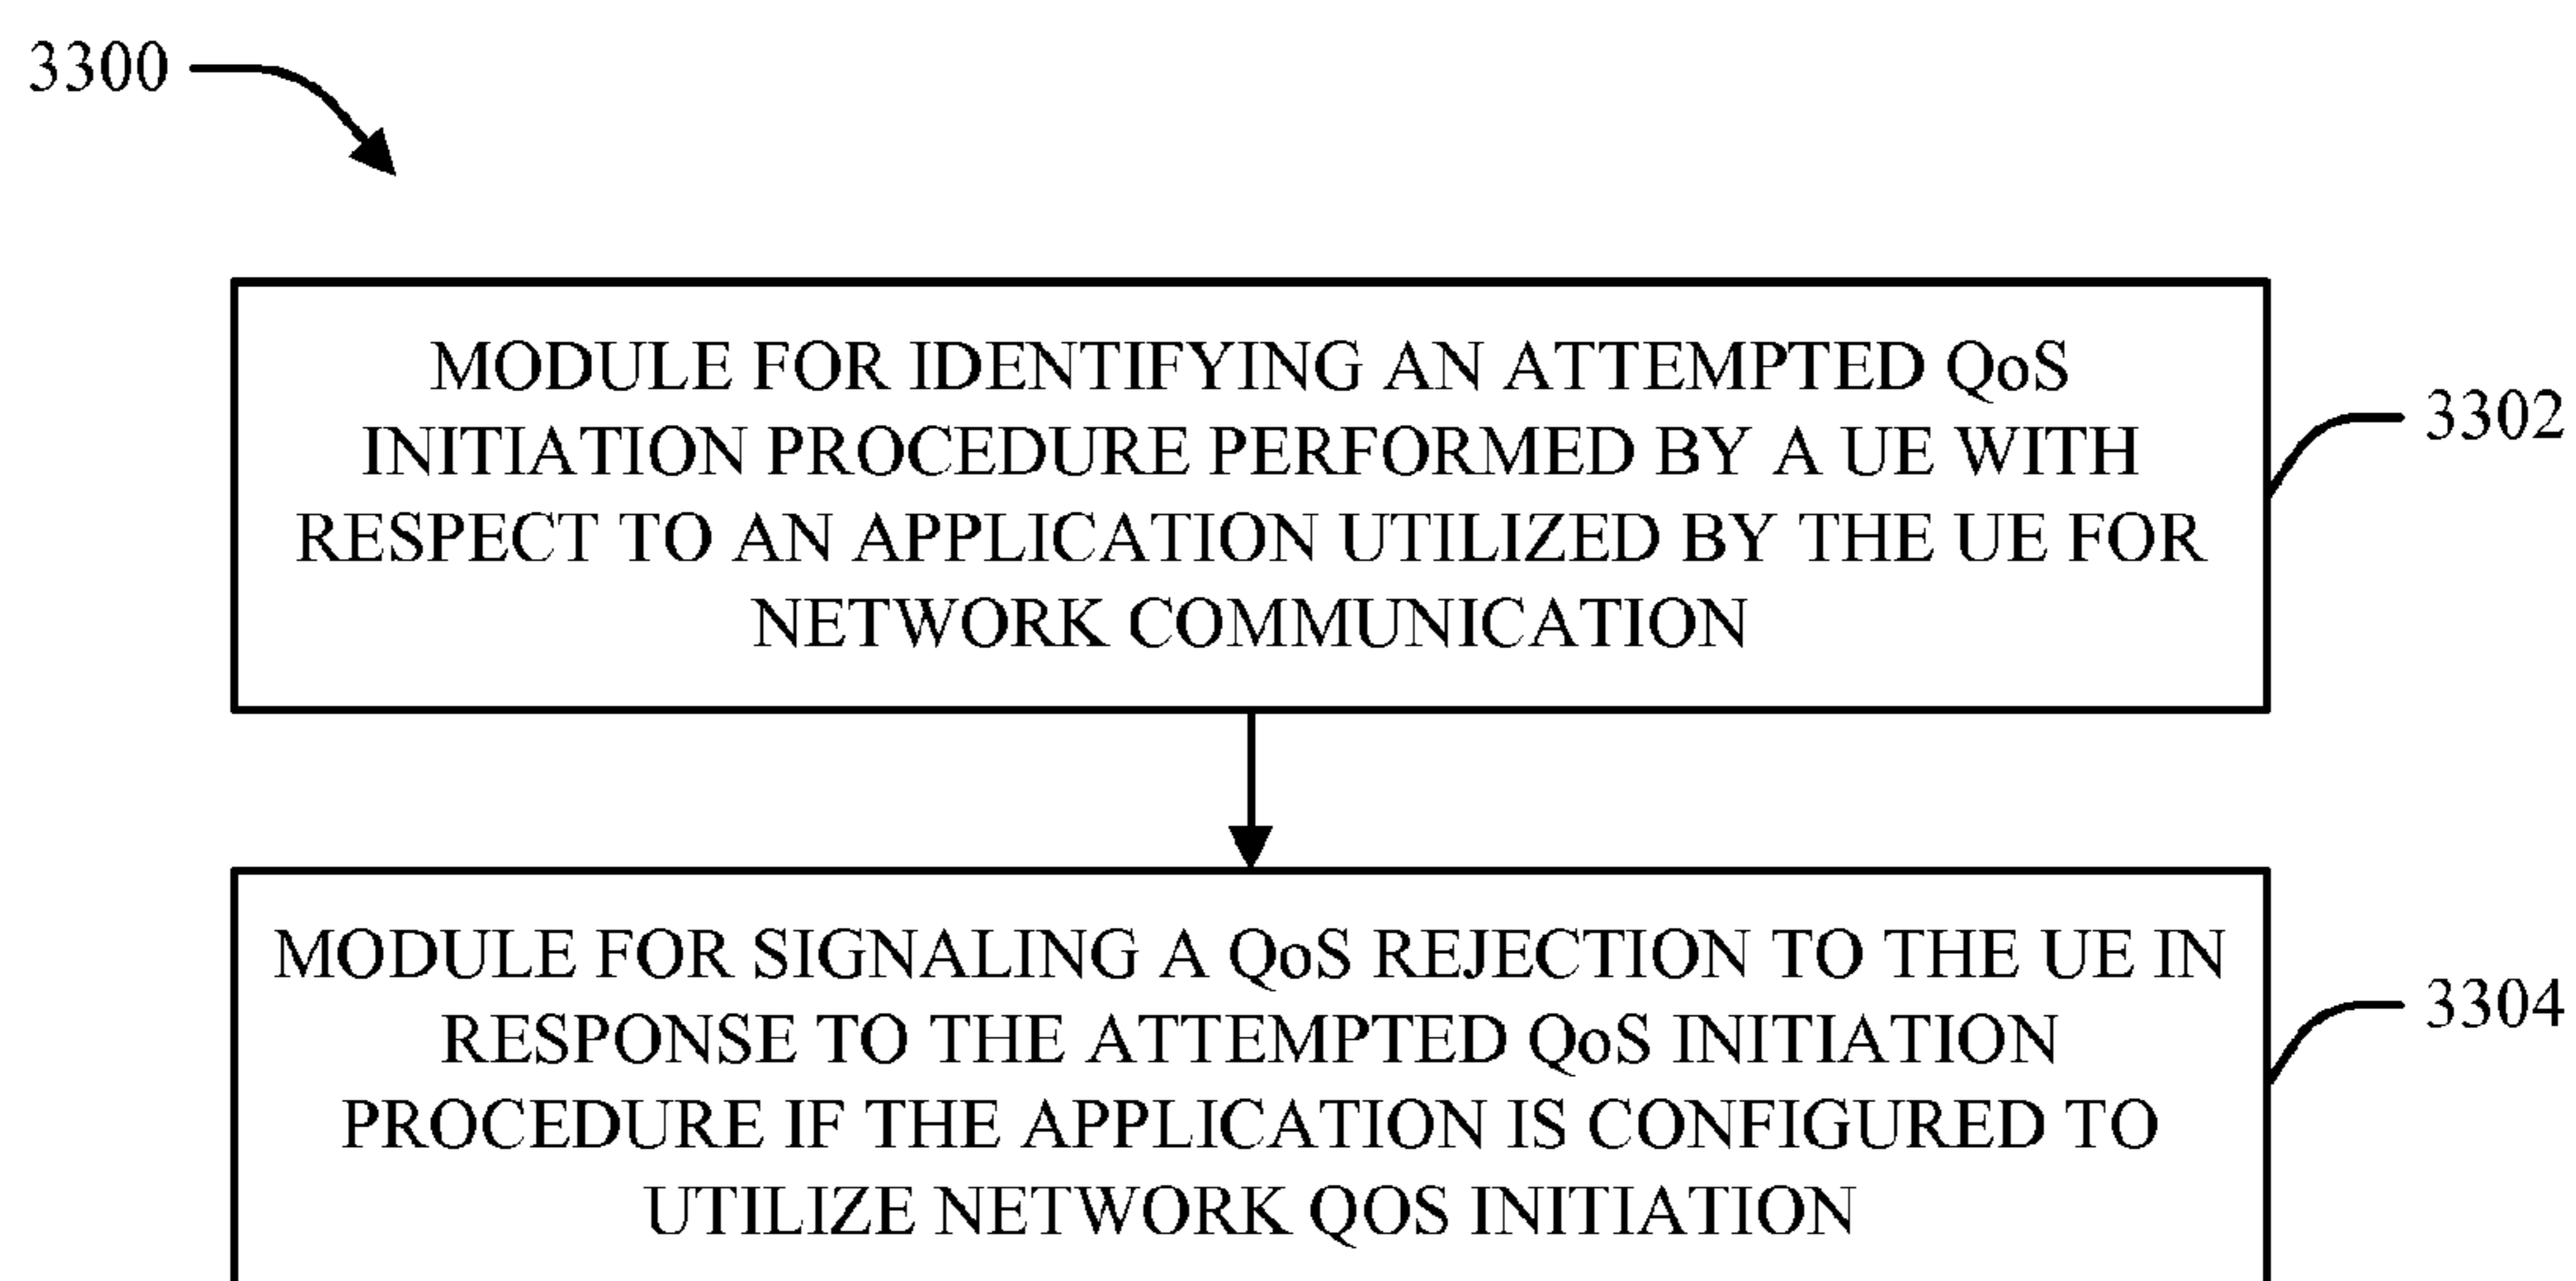 3300
MODULE FOR IDENTIFYING AN ATTEMPTED QoS
INITIATION PROCEDURE PERFORMED BY A UE WITH
RESPECT TO AN APPLICATION UTILIZED BY THE UE FOR
NETWORK COMMUNICATION
3302
MODULE FOR SIGNALING A QoS REJECTION TO THE UE IN
RESPONSE TO THE ATTEMPTED QoS INITIATION
PROCEDURE IF THE APPLICATION IS CONFIGURED TO
UTILIZE NETWORK QOS INITIATION
3304